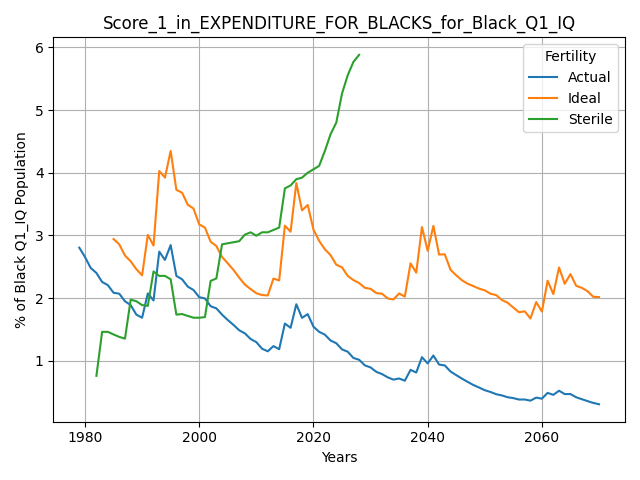 Score_1_in_EXPENDITURE_FOR_BLACKS_for_Black_Q1_IQ
% of Black Q1_IQ Population
6
5
4
3
2
1
Fertility
Actual
Ideal
Sterile
1980 2000 2020 2040 2060
Years